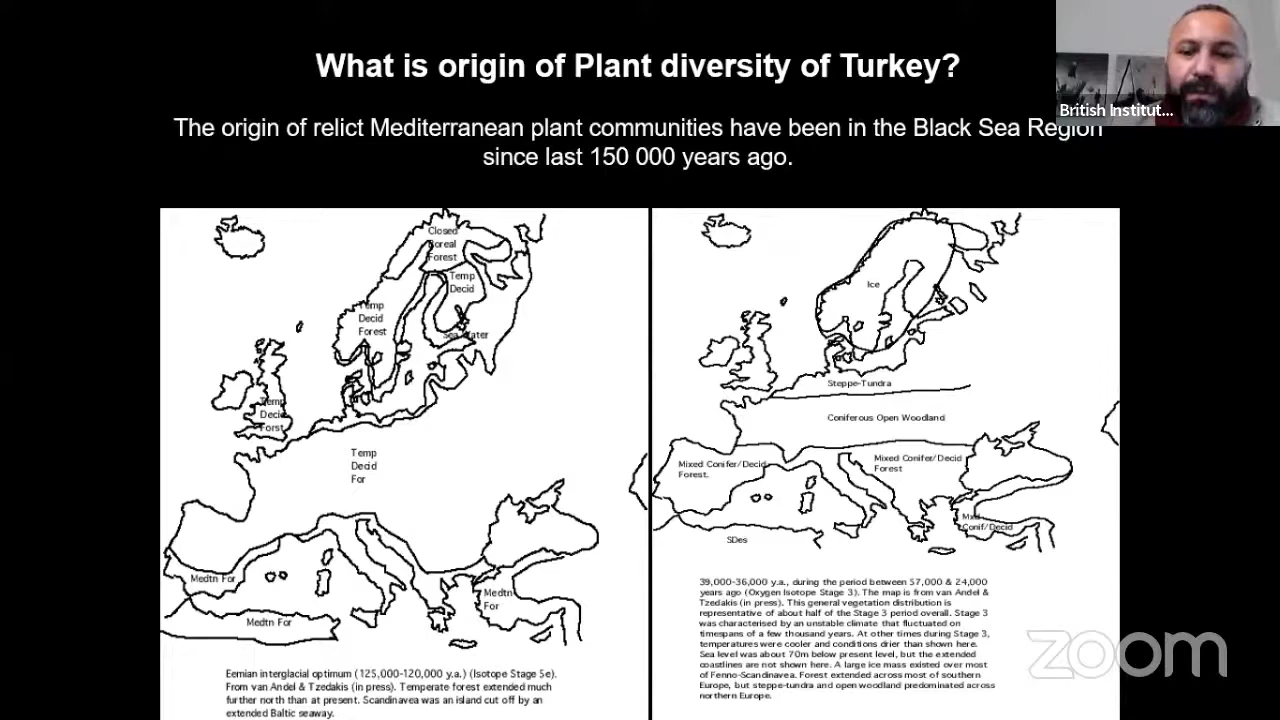 What is origin of Plant diversity of Turkey?
British Institut...
The origin of relict Mediterranean plant communities have been in the Black Sea Region
since last 150 000 years ago.
Closed
Boreal
Forest
Temp
Decid
Temp
Decid
Forest
Sea Water
Temp
Decid
Forst
Temp
Decid
For
Medtn For
Medtn For
Medtn
For
Eemian interglacial optimum (125,000-120,000 y.a.) (Isotope Stage 5e).
From van Andel & Tzedakis (in press). Temperate forest extended much
further north than at present. Scandinavea was an island cut off by an
extended Baltic seaway.
Ice
Steppe-Tundra
Coniferous Open Woodland
Mixed Conifer/Decid
Forest.
Mixed Conifer/Decid
Forest
Mxd
Conif/Decid
SDes
39,000-36,000 y.a., during the period between 57,000 & 24,000
years ago (Oxygen Isotope Stage 3). The map is from van Andel &
Tzedakis (in press). This general vegetation distribution is
representative of about half of the Stage 3 period overall. Stage 3
was characterised by an unstable climate that fluctuated on
timespans of a few thousand years. At other times during Stage 3,
temperatures were cooler and conditions drier than shown here.
Sea level was about 70m below present level, but the extended
coastlines are not shown here. A large ice mass existed over most
of Fenno-Scandinavea. Forest extended across most of southern
Europe, but steppe-tundra and open woodland predominated across
northern Europe.
zoom